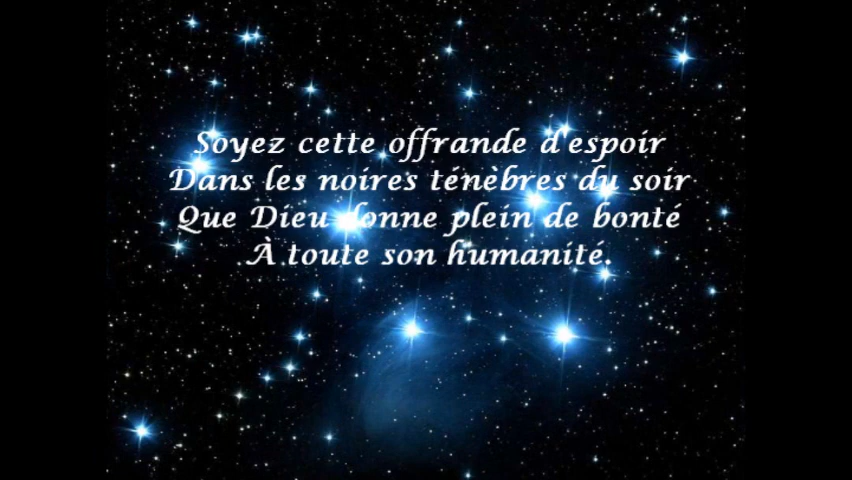 Soyez cette offrande d'espoir
Dans les noires ténèbres du soir
Que Dieu donne plein de bonté
À toute son humanité.